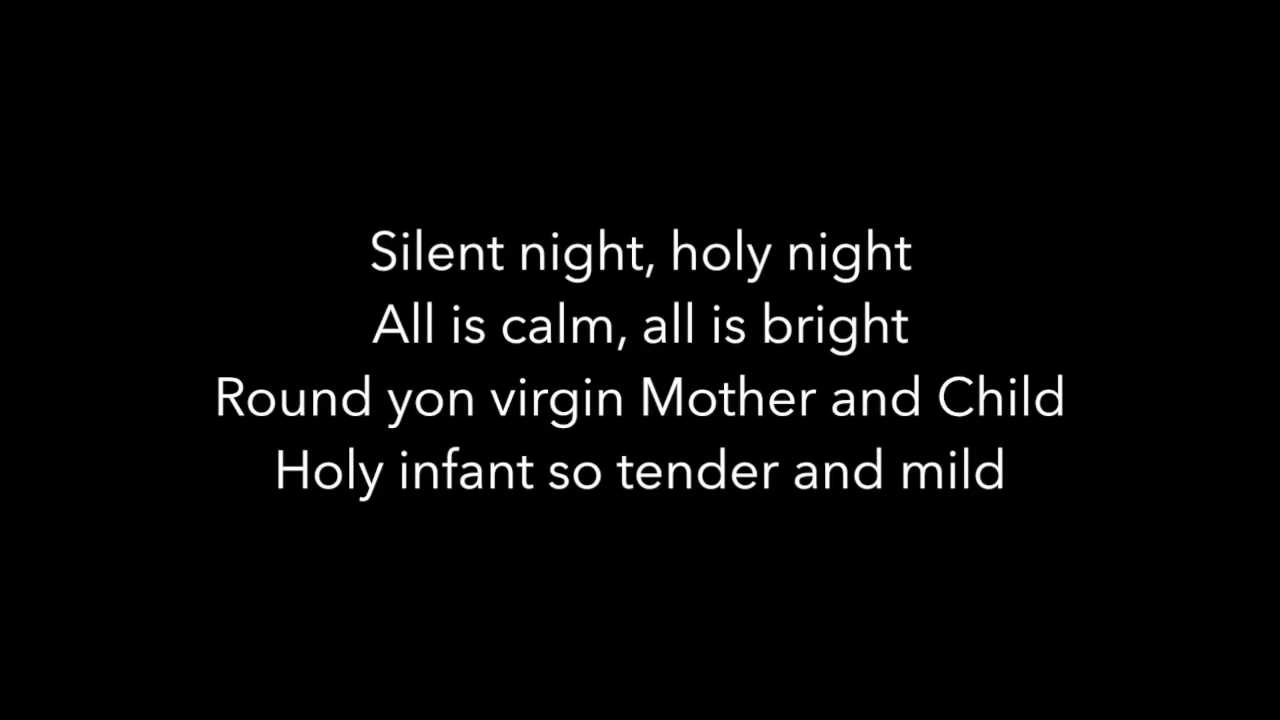 Silent night, holy night
All is calm, all is bright
Round yon virgin Mother and Child
Holy infant so tender and mild